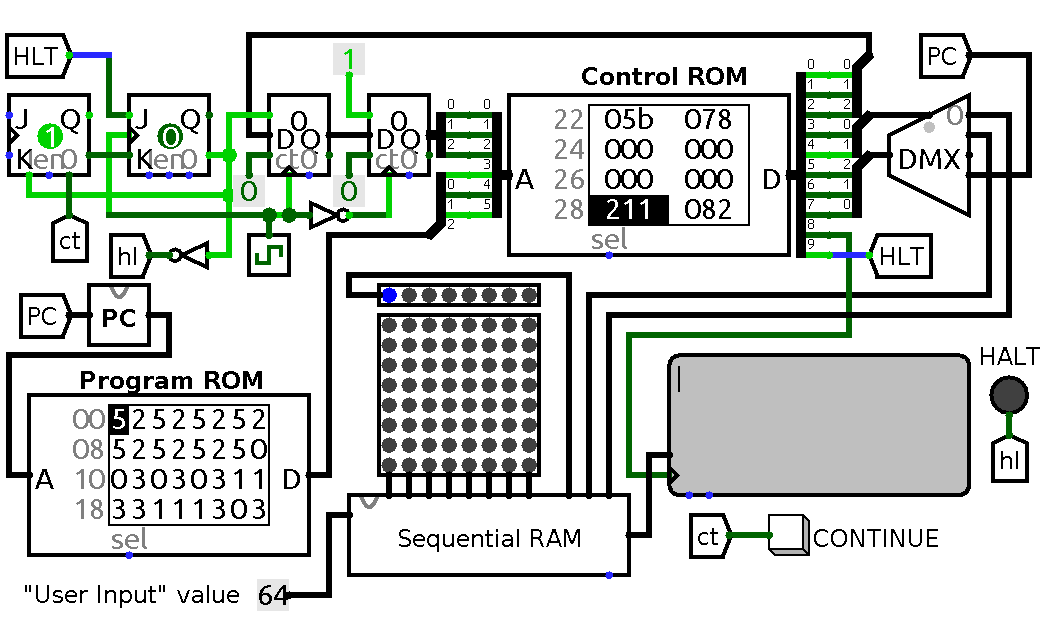 HLT
J Q
1
K en 0
J Q
0
K en 0
ct
hl
0
D Q
ct 0
0
1
0
D Q
ct 0
0
0 0
1 1
2 2
3
0 4
1 5
2
Control ROM
A
22 05b 078
24 000 000
26 000 000
28 211 082
sel
D
0 0
1 1
2 2
3 0
4 1
5 2
6 1
7 0
8
9
PC
0
DMX
HLT
PC
PC
Program ROM
A
00 52525252
08 52525250
10 03030311
18 33111303
sel
D
Sequential RAM
"User Input" value 64
HALT
hl
ct
CONTINUE